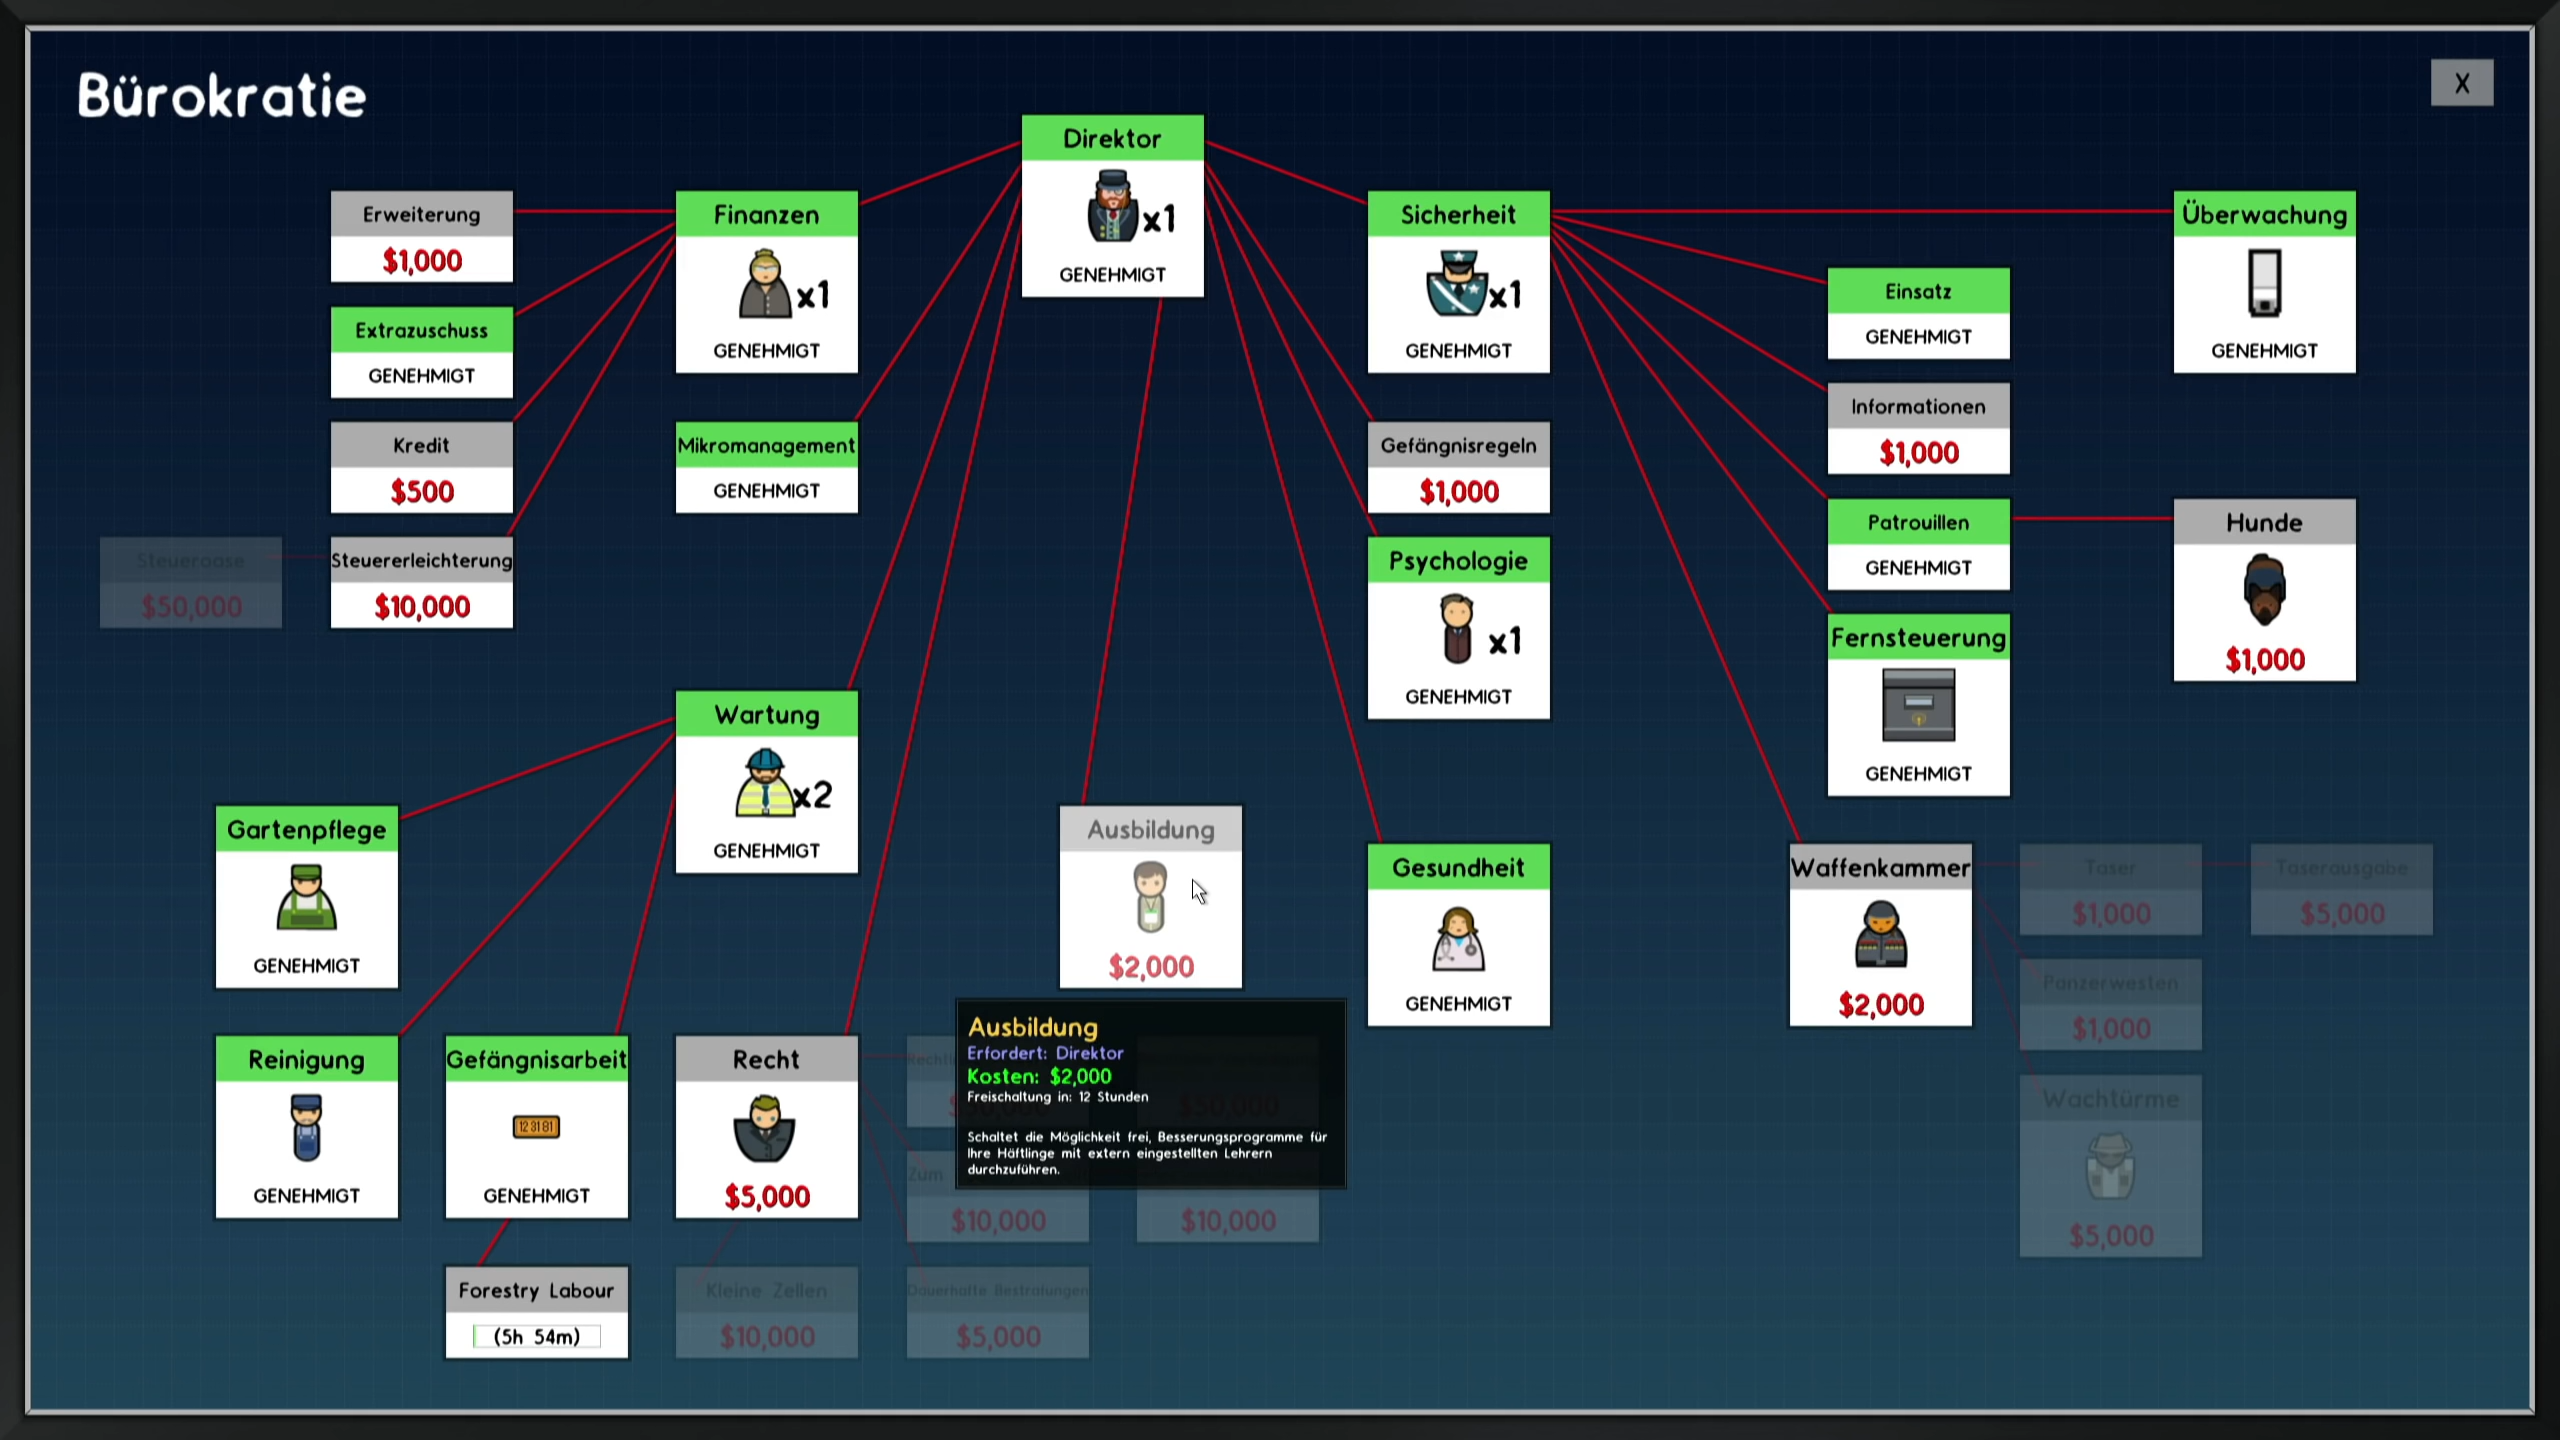 Bürokratie
X
Direktor
x1
GENEHMIGT
Erweiterung
$1,000
Finanzen
x1
GENEHMIGT
Sicherheit
x1
GENEHMIGT
Überwachung
GENEHMIGT
Einsatz
GENEHMIGT
Extrazuschuss
GENEHMIGT
Informationen
$1,000
Kredit
$500
Mikromanagement
GENEHMIGT
Gefängnisregeln
$1,000
Patrouillen
GENEHMIGT
Hunde
$1,000
Steueroase
$50,000
Steuererleichterung
$10,000
Psychologie
x1
GENEHMIGT
Fernsteuerung
GENEHMIGT
Wartung
x2
GENEHMIGT
Gartenpflege
GENEHMIGT
Ausbildung
$2,000
Gesundheit
GENEHMIGT
Waffenkammer
$2,000
Taser
$1,000
Taserausgabe
$5,000
Panzerwesten
$1,000
Wachtürme
$5,000
Reinigung
GENEHMIGT
Gefängnisarbeit
12 31 81
GENEHMIGT
Recht
$5,000
Ausbildung
Erfordert: Direktor
Kosten: $2,000
Freischaltung in: 12 Stunden
Schaltet die Möglichkeit frei, Besserungsprogramme für
Ihre Häftlinge mit extern eingestellten Lehrern
durchzuführen.
$50,000
Zum
$10,000
$10,000
Forestry Labour
(5h 54m)
Kleine Zellen
$10,000
Dauerhafte Bestrafungen
$5,000